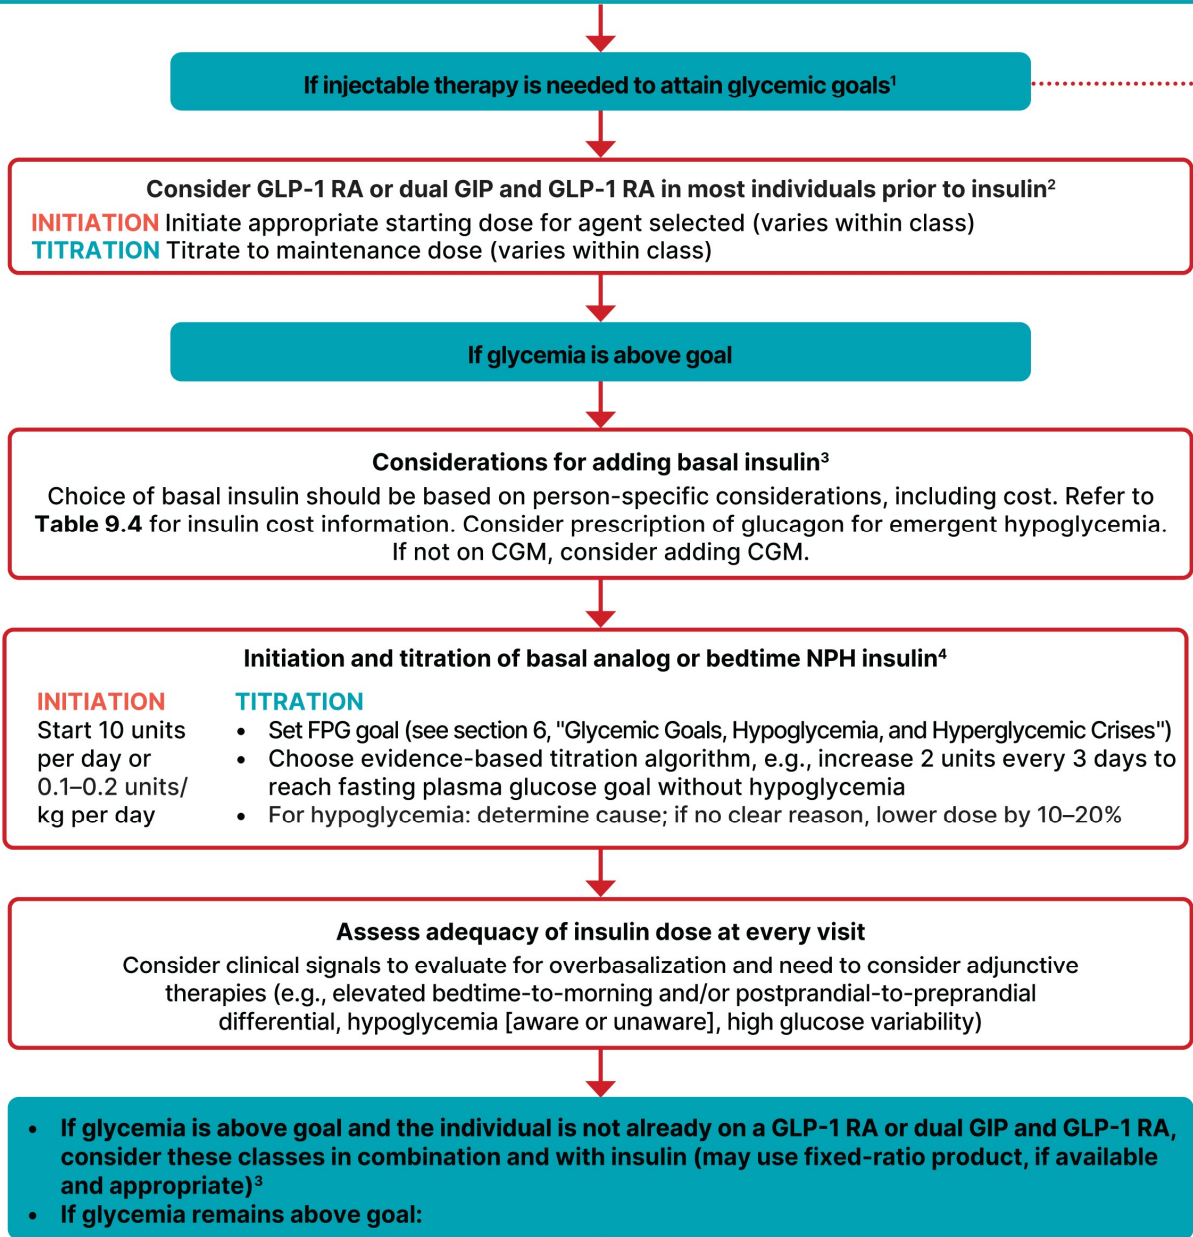 If injectable therapy is needed to attain glycemic goals¹
Consider GLP-1 RA or dual GIP and GLP-1 RA in most individuals prior to insulin²
INITIATION Initiate appropriate starting dose for agent selected (varies within class)
TITRATION Titrate to maintenance dose (varies within class)
If glycemia is above goal
Considerations for adding basal insulin³
Choice of basal insulin should be based on person-specific considerations, including cost. Refer to
Table 9.4 for insulin cost information. Consider prescription of glucagon for emergent hypoglycemia.
If not on CGM, consider adding CGM.
Initiation and titration of basal analog or bedtime NPH insulin⁴
INITIATION
Start 10 units
per day or
0.1–0.2 units/
kg per day
TITRATION
• Set FPG goal (see section 6, "Glycemic Goals, Hypoglycemia, and Hyperglycemic Crises")
• Choose evidence-based titration algorithm, e.g., increase 2 units every 3 days to
reach fasting plasma glucose goal without hypoglycemia
• For hypoglycemia: determine cause; if no clear reason, lower dose by 10–20%
Assess adequacy of insulin dose at every visit
Consider clinical signals to evaluate for overbasalization and need to consider adjunctive
therapies (e.g., elevated bedtime-to-morning and/or postprandial-to-preprandial
differential, hypoglycemia [aware or unaware], high glucose variability)
• If glycemia is above goal and the individual is not already on a GLP-1 RA or dual GIP and GLP-1 RA,
consider these classes in combination and with insulin (may use fixed-ratio product, if available
and appropriate)³
• If glycemia remains above goal: